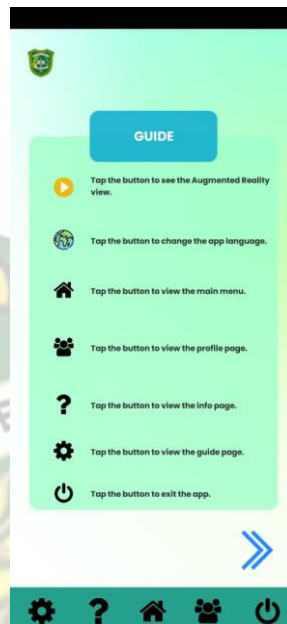 GUIDE
Tap the button to see the Augmented Reality
view.
Tap the button to change the app language.
Tap the button to view the main menu.
Tap the button to view the profile page.
Tap the button to view the info page.
Tap the button to view the guide page.
Tap the button to exit the app.